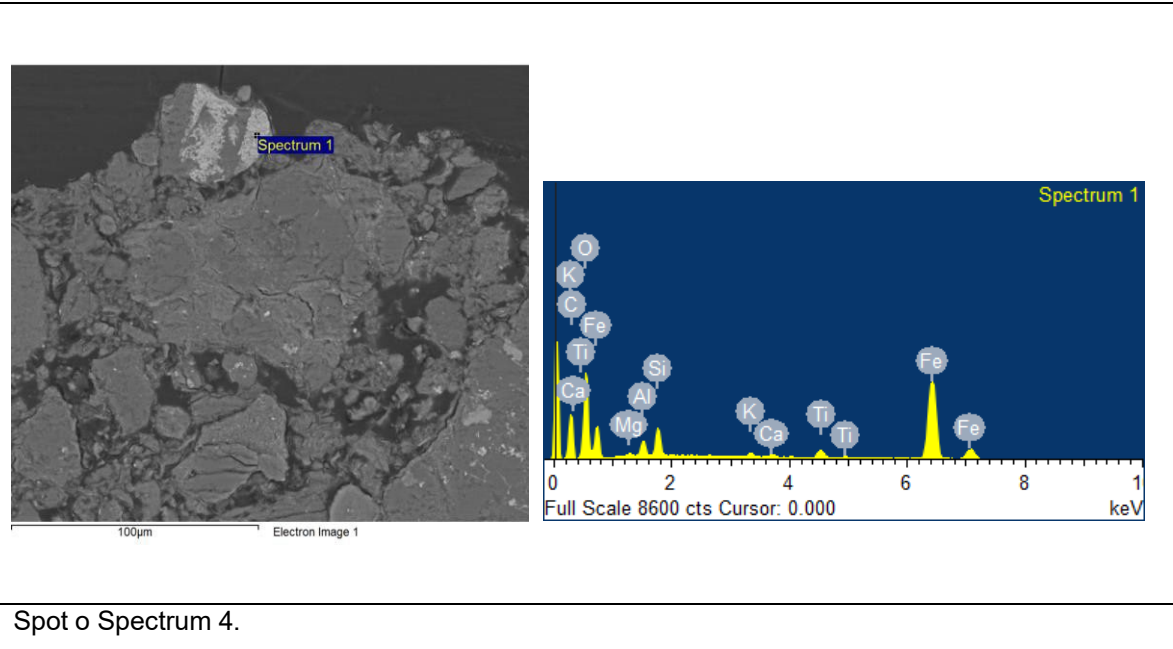 Spectrum 1
100µm
Electron Image 1
Spectrum 1
O
K
C
Fe
Ti
Si
Ca
Al
Mg
K
Ca
Ti
Ti
Fe
Fe
0 2 4 6 8 1
Full Scale 8600 cts Cursor: 0.000 keV
Spot o Spectrum 4.